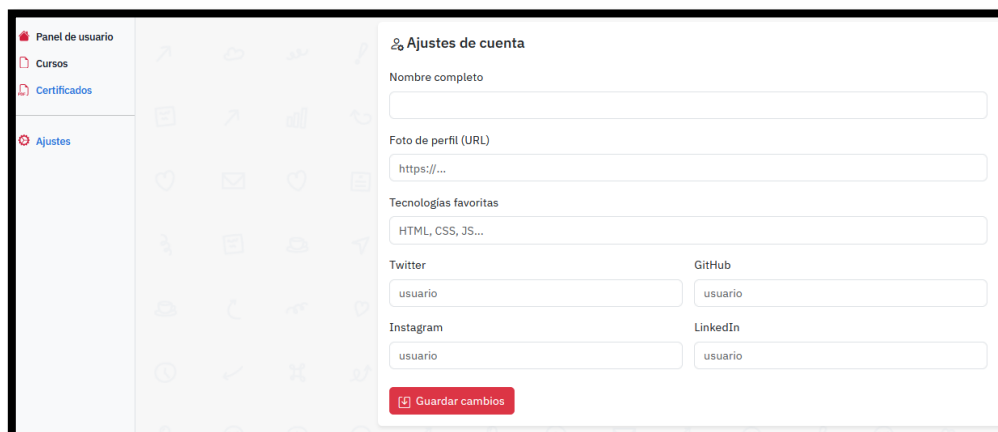 Panel de usuario
Cursos
Certificados
Ajustes
Ajustes de cuenta
Nombre completo
Foto de perfil (URL)
https://...
Tecnologías favoritas
HTML, CSS, JS...
Twitter
GitHub
usuario
usuario
Instagram
LinkedIn
usuario
usuario
Guardar cambios